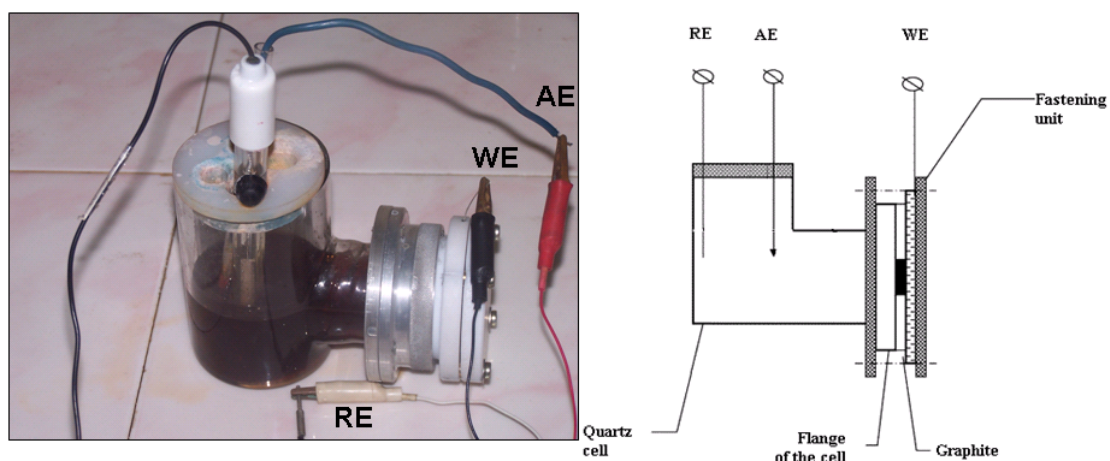 AE
WE
RE
RE
AE
WE
Fastening
unit
Quartz
cell
Flange
of the cell
Graphite